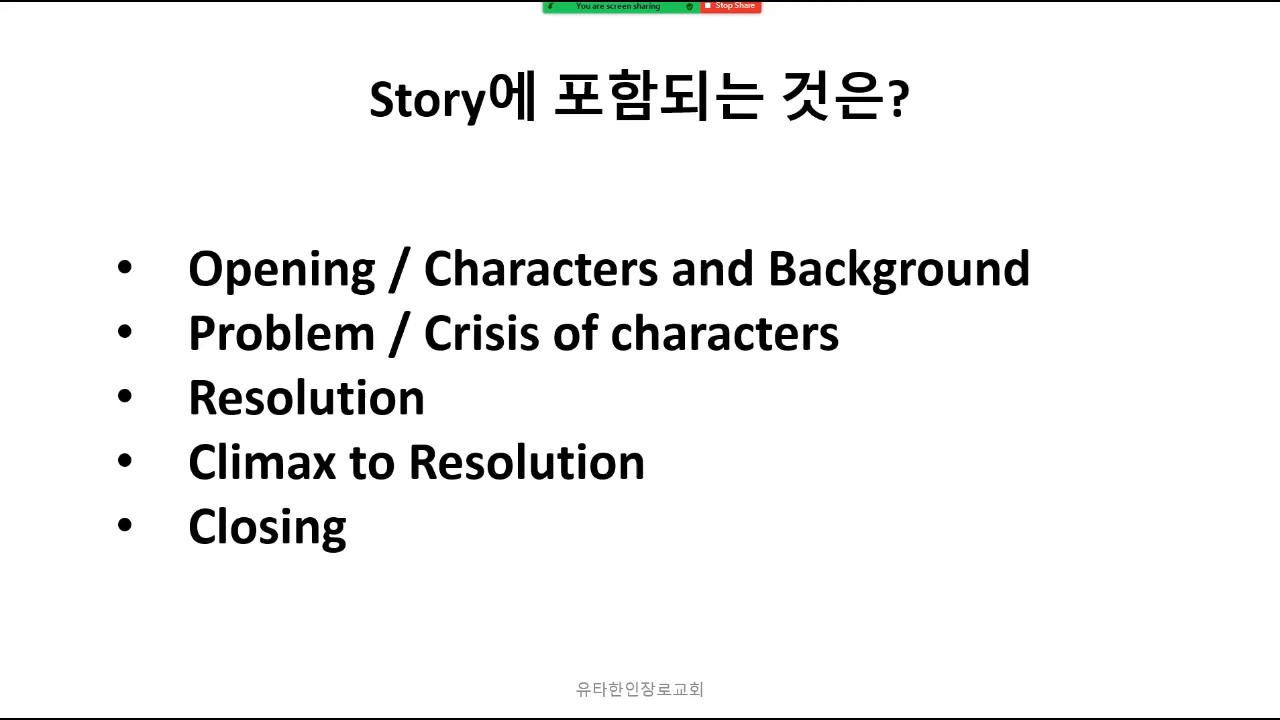 You are screen sharing Stop Share
Story에 포함되는 것은?
• Opening / Characters and Background
• Problem / Crisis of characters
• Resolution
• Climax to Resolution
• Closing
유타한인장로교회